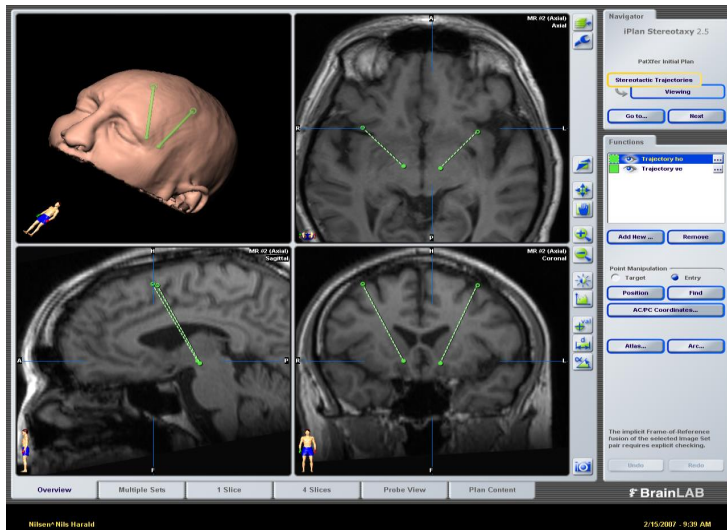 MR #2 (Axial)
Axial
A
R
L
P
MR #2 (Axial)
Sagittal
H
A
P
F
MR #2 (Axial)
Coronal
H
R
L
F
Navigator
iPlan Stereotaxy 2.5
PatXfer Initial Plan
Stereotactic Trajectories
Viewing
Go to...
Next
Functions
Trajectory ho
...
Trajectory ve
...
Add New ...
Remove
Point Manipulation
Target
Entry
Position
Find
AC/PC Coordinates...
Atlas...
Arc...
The implicit Frame-of-Reference
fusion of the selected Image Set
pair requires explicit checking.
Undo
Redo
Overview
Multiple Sets
1 Slice
4 Slices
Probe View
Plan Content
BrainLAB
Nilsen^Nils Harald
2/15/2007 - 9:39 AM